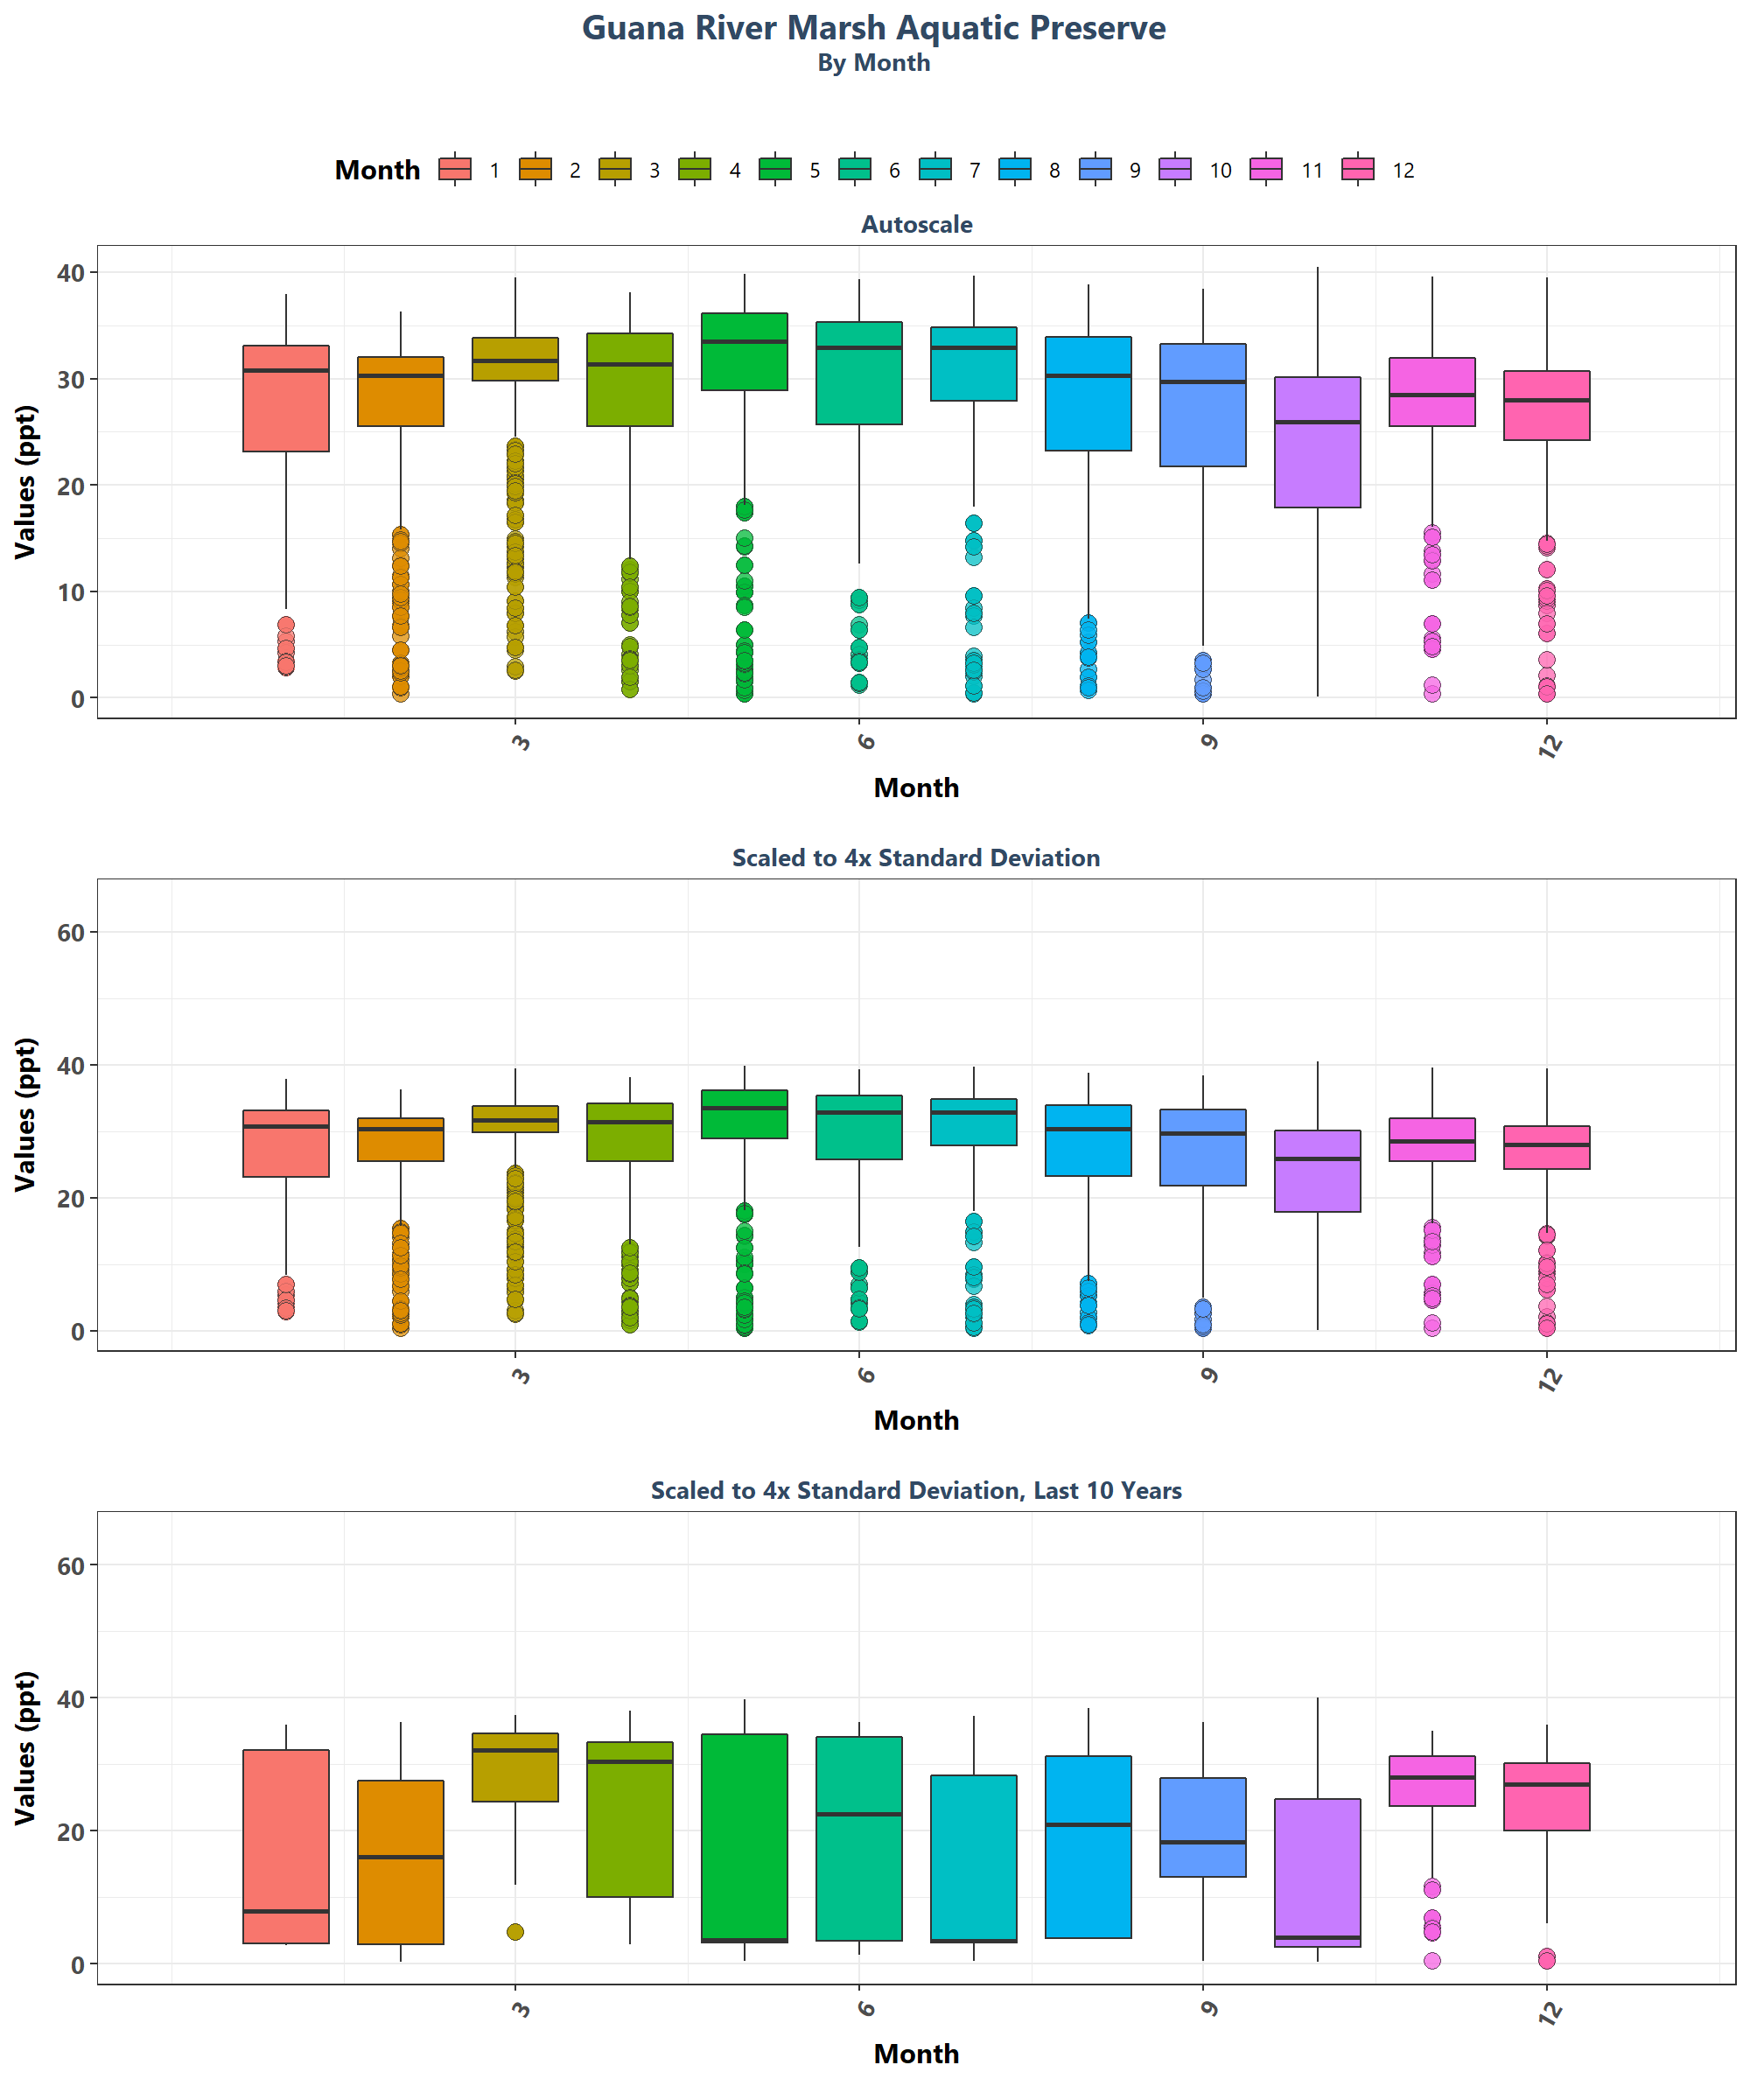 Guana River Marsh Aquatic Preserve
By Month
Month 1 2 3 4 5 6 7 8 9 10 11 12
Autoscale
Values (ppt)
40
30
20
10
0
3 6 9 12
Month
Scaled to 4x Standard Deviation
Values (ppt)
60
40
20
0
3 6 9 12
Month
Scaled to 4x Standard Deviation, Last 10 Years
Values (ppt)
60
40
20
0
3 6 9 12
Month